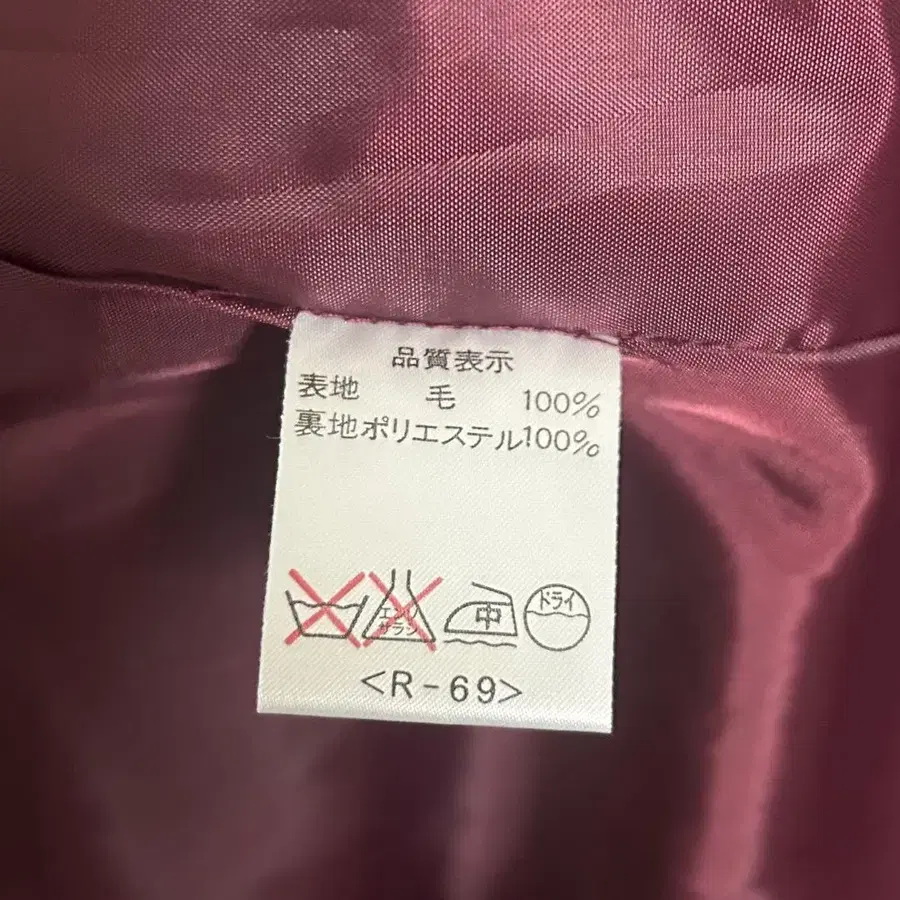 品質表示
表地 毛 100%
裏地ポリエステル100%
エンソ
サラシ
中
ドライ
<R-69>